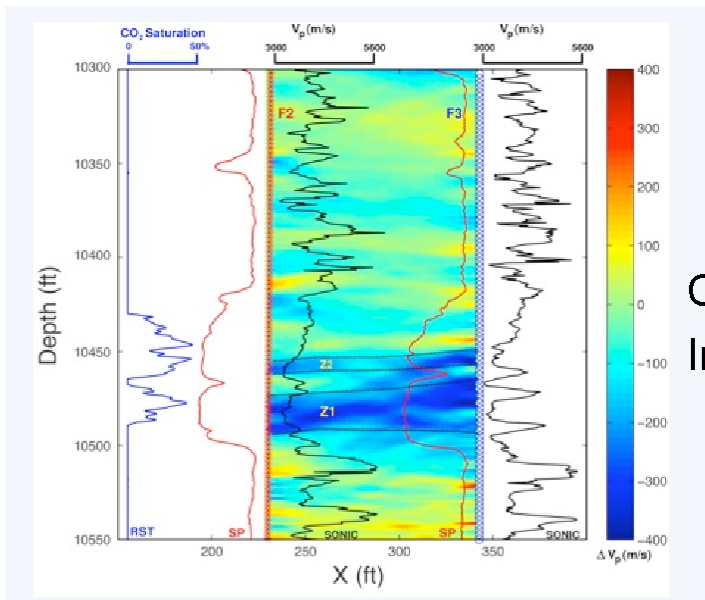 CO2 Saturation
0 50%
Vp(m/s)
3000 5600
Vp(m/s)
3000 5600
10300
10350
10400
10450
10500
10550
Depth (ft)
F2
F3
Z2
Z1
RST
SP
SONIC
SP
SONIC
200 250 300 350
X (ft)
400
300
200
100
0
-100
-200
-300
-400
Δ Vp(m/s)